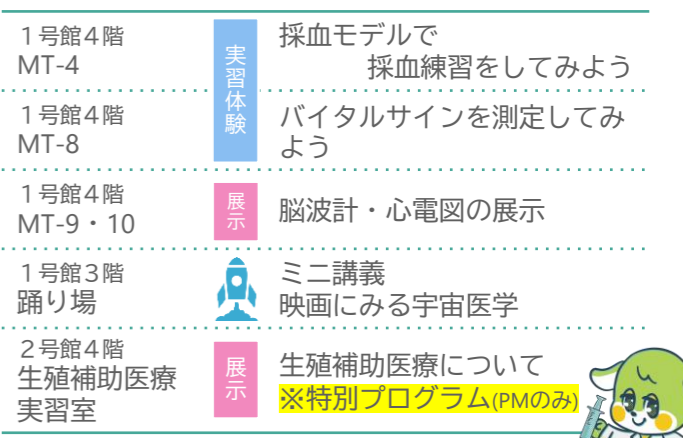 1号館4階
MT-4
実習体験
採血モデルで
採血練習をしてみよう
1号館4階
MT-8
バイタルサインを測定してみ
よう
1号館4階
MT-9・10
展示
脳波計・心電図の展示
1号館3階
踊り場
ミニ講義
映画にみる宇宙医学
2号館4階
生殖補助医療
実習室
展示
生殖補助医療について
※特別プログラム(PMのみ)